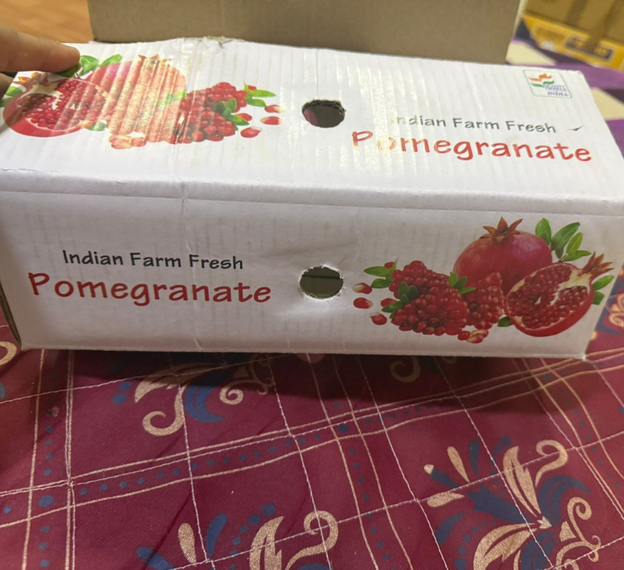 Indian Farm Fresh
Pomegranate
Indian Farm Fresh
Pomegranate